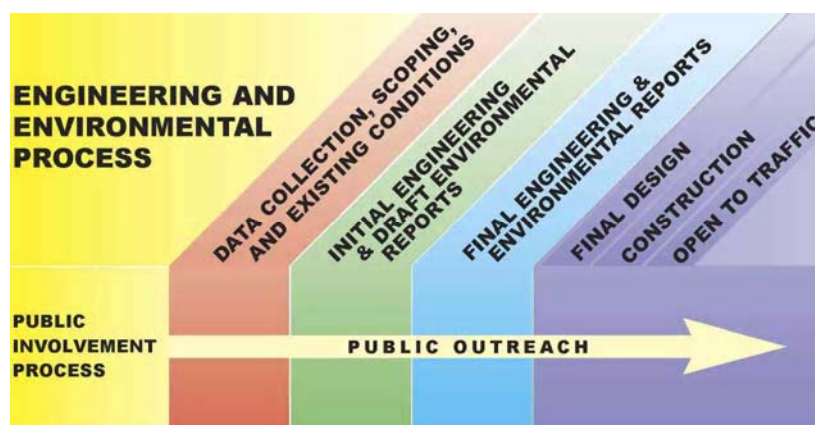 ENGINEERING AND
ENVIRONMENTAL
PROCESS
DATA COLLECTION, SCOPING,
AND EXISTING CONDITIONS
INITIAL ENGINEERING
& DRAFT ENVIRONMENTAL
REPORTS
FINAL ENGINEERING &
ENVIRONMENTAL REPORTS
FINAL DESIGN
CONSTRUCTION
OPEN TO TRAFFIC
PUBLIC
INVOLVEMENT
PROCESS
PUBLIC OUTREACH